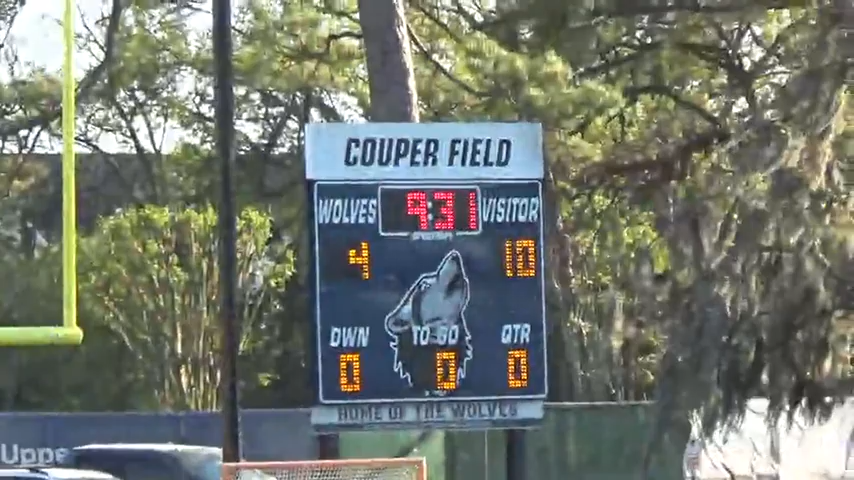 COUPER FIELD
WOLVES 9:31 VISITOR
4 10
DWN TO GO QTR
0 0 0
HOME OF THE WOLVES
Uppe